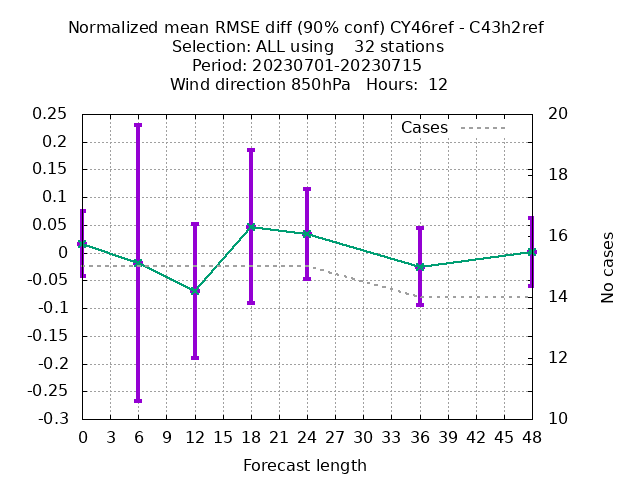 Normalized mean RMSE diff (90% conf) CY46ref - C43h2ref
Selection: ALL using    32 stations
Period: 20230701-20230715
Wind direction 850hPa   Hours:  12
Cases
0.25
0.2
0.15
0.1
0.05
0
-0.05
-0.1
-0.15
-0.2
-0.25
-0.3
20
18
16
14
12
10
No cases
0 3 6 9 12 15 18 21 24 27 30 33 36 39 42 45 48
Forecast length